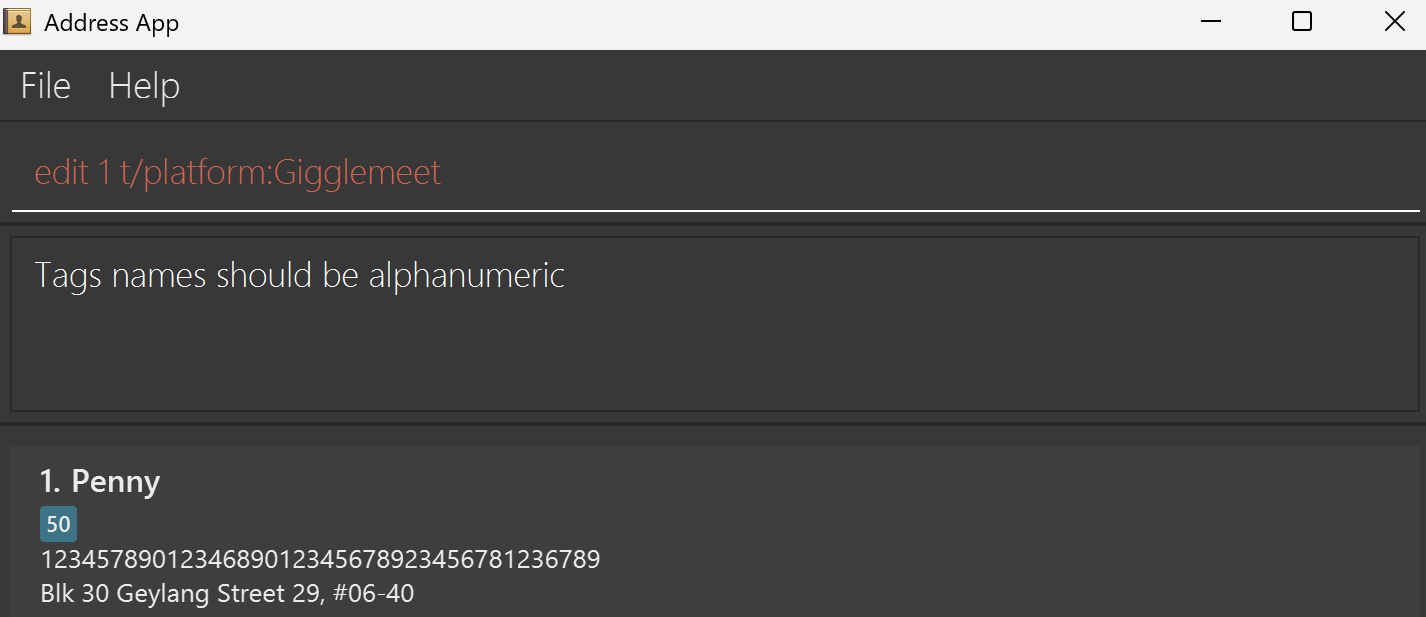 Address App
File Help
edit 1 t/platform:Gigglemeet
Tags names should be alphanumeric
1. Penny
50
1234578901234689012345678923456781236789
Blk 30 Geylang Street 29, #06-40